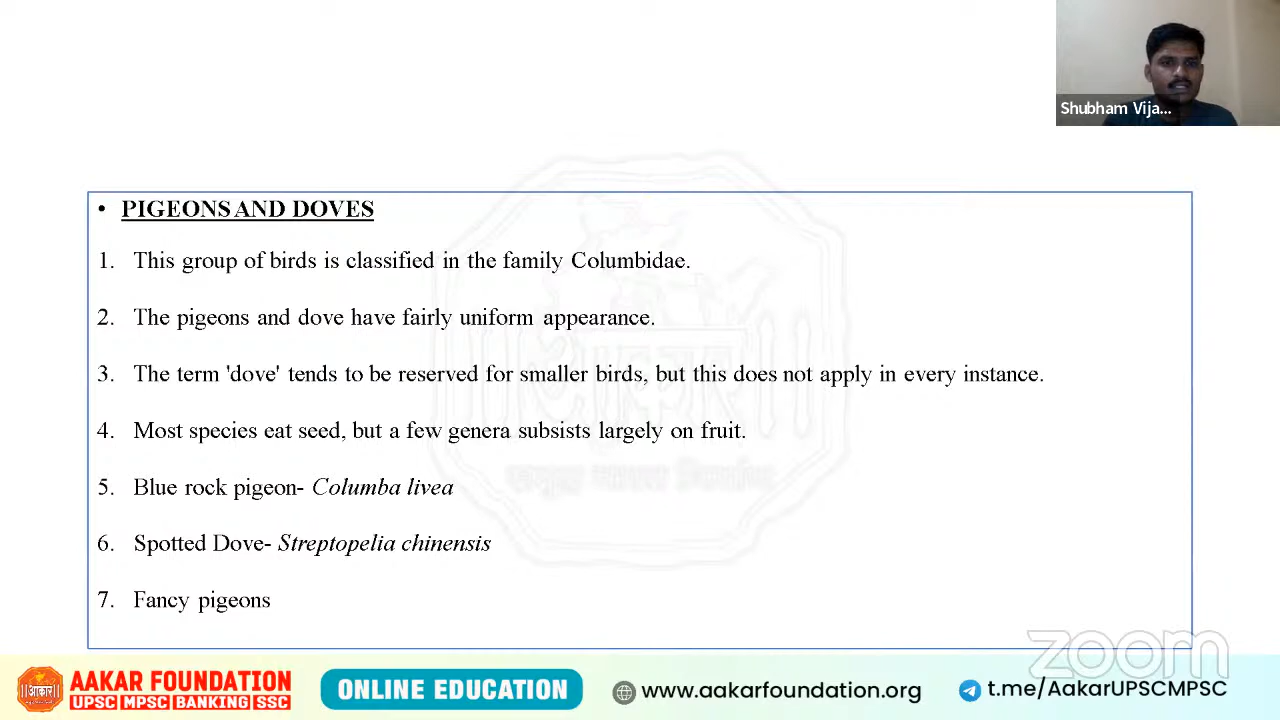 Shubham Vija...
• PIGEONS AND DOVES
1. This group of birds is classified in the family Columbidae.
2. The pigeons and dove have fairly uniform appearance.
3. The term 'dove' tends to be reserved for smaller birds, but this does not apply in every instance.
4. Most species eat seed, but a few genera subsists largely on fruit.
5. Blue rock pigeon- Columba livea
6. Spotted Dove- Streptopelia chinensis
7. Fancy pigeons
आकार
zoom
आकार
AAKAR FOUNDATION
UPSC MPSC BANKING SSC
ONLINE EDUCATION
www.aakarfoundation.org
t.me/AakarUPSCMPSC